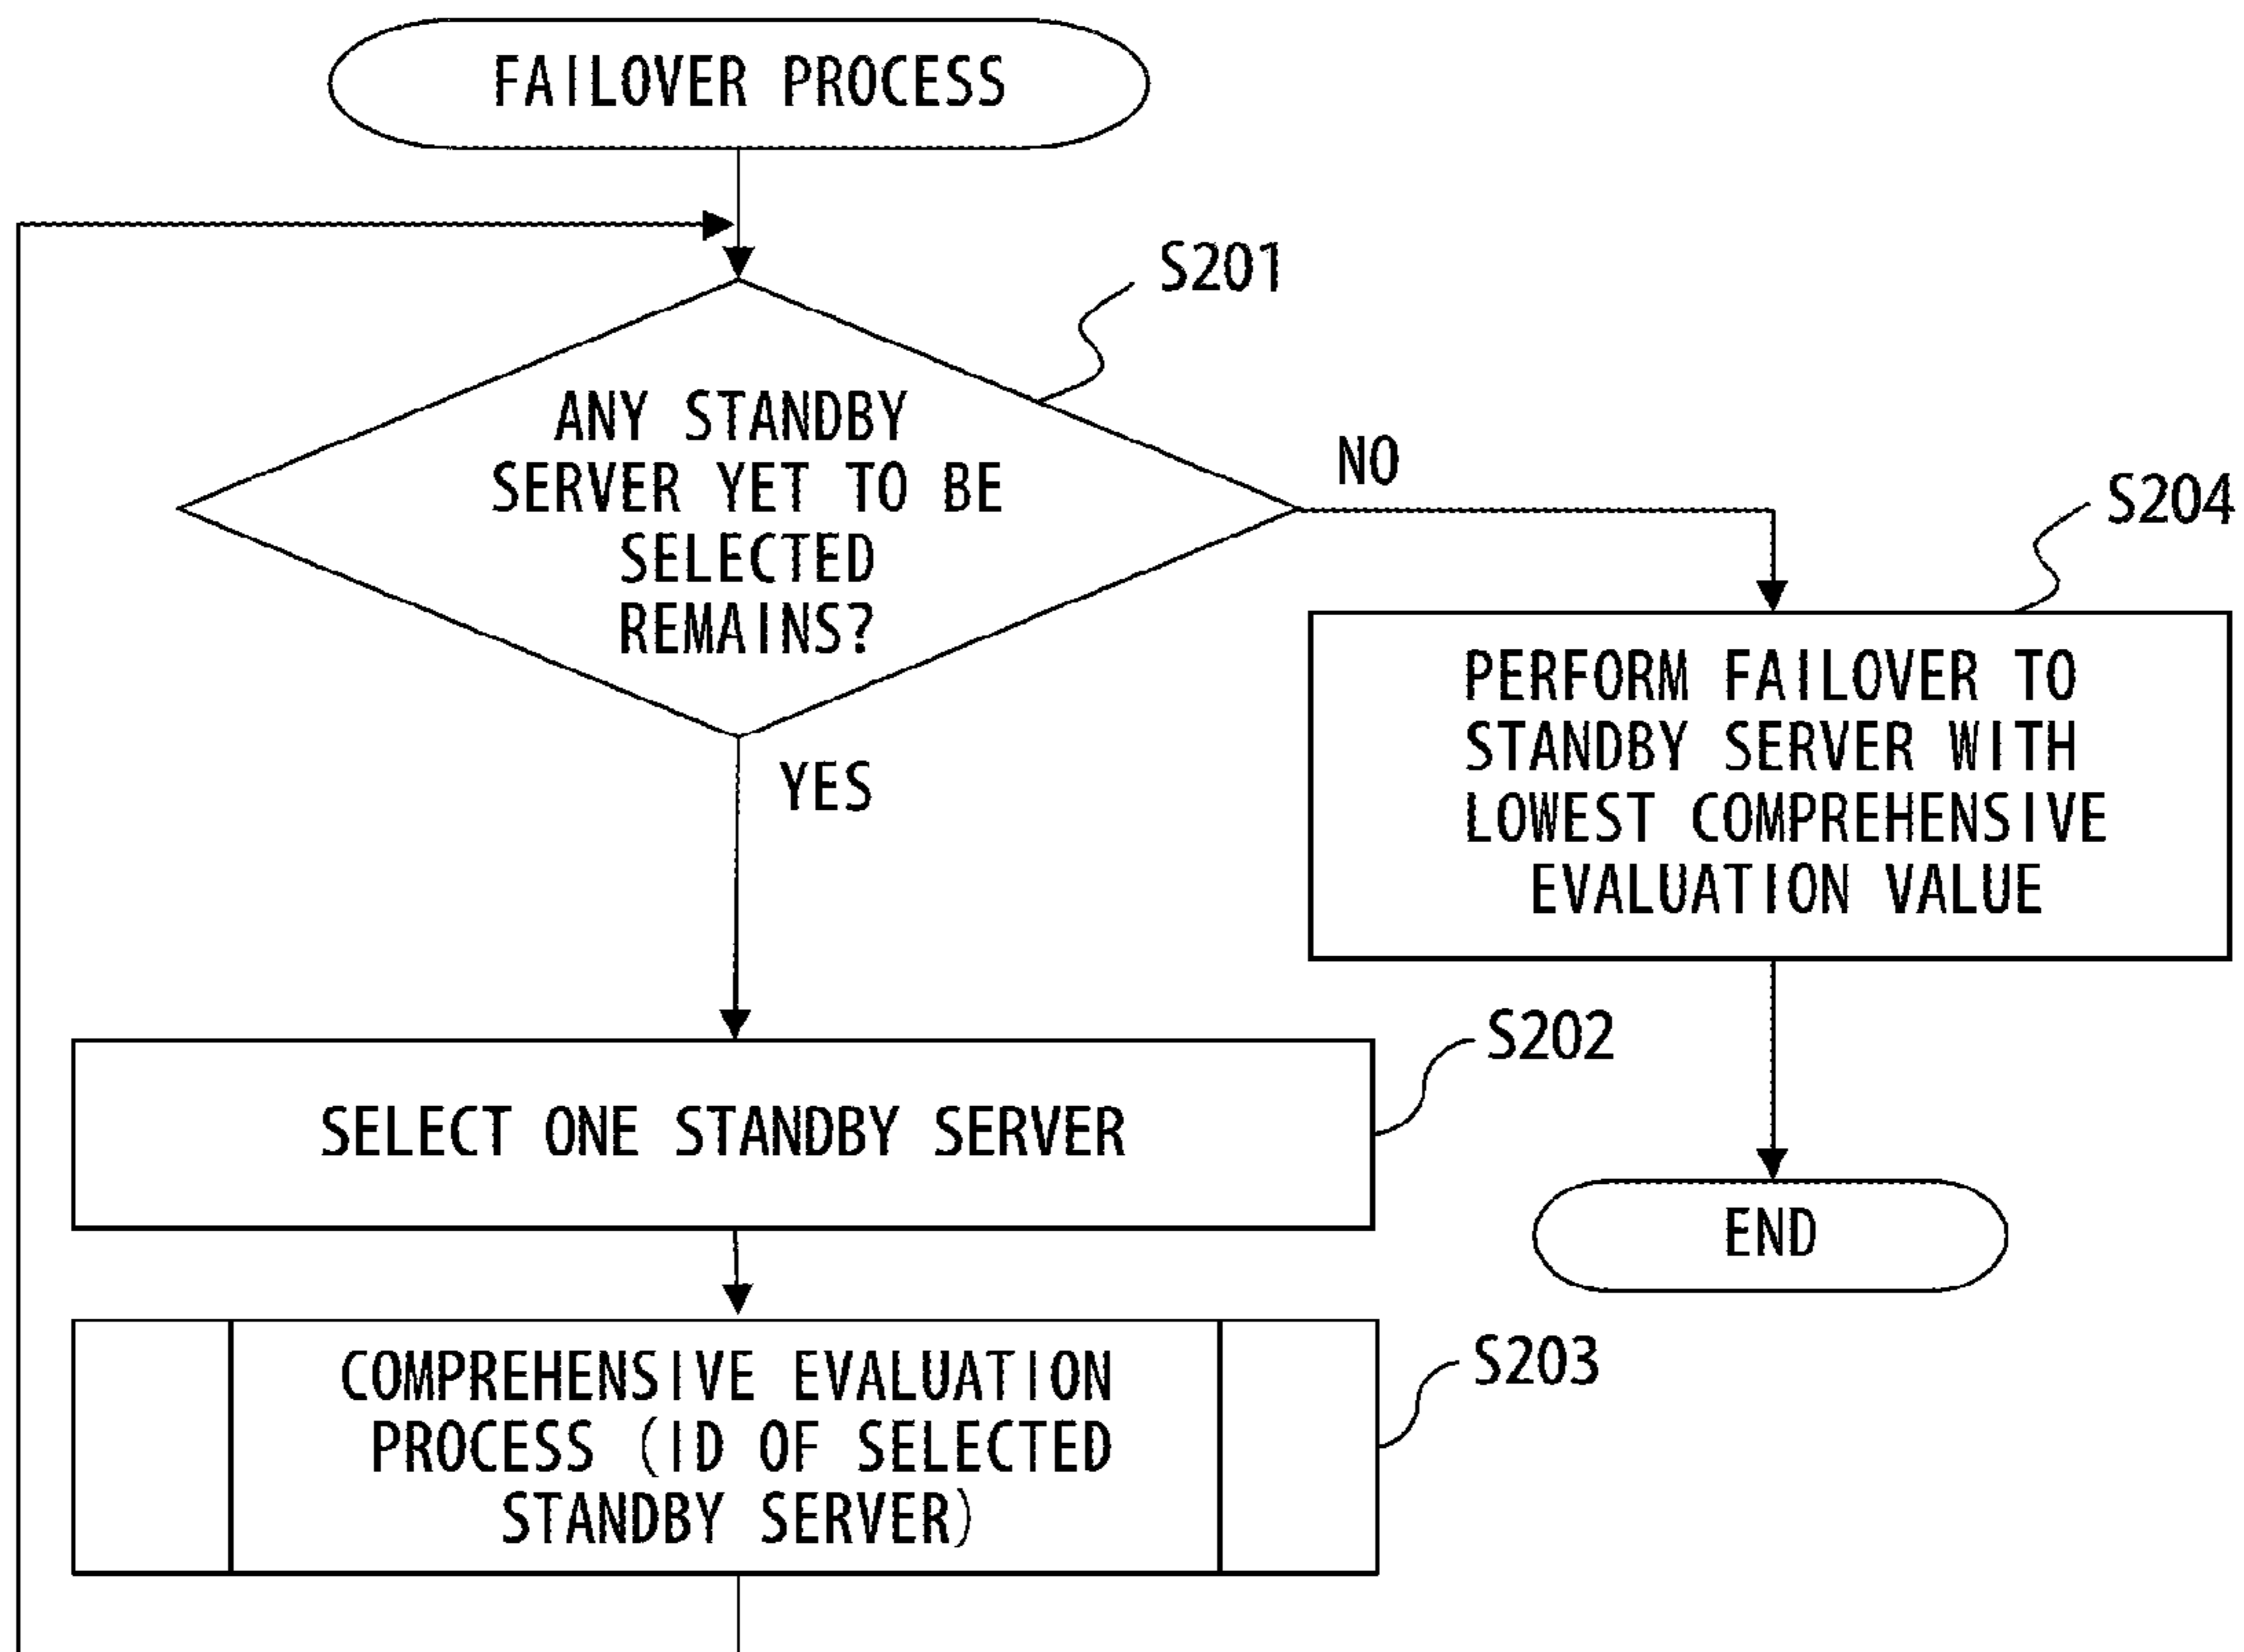 FAILOVER PROCESS
S201
ANY STANDBY
SERVER YET TO BE
SELECTED
REMAINS?
NO
S204
PERFORM FAILOVER TO
STANDBY SERVER WITH
LOWEST COMPREHENSIVE
EVALUATION VALUE
YES
S202
SELECT ONE STANDBY SERVER
END
S203
COMPREHENSIVE EVALUATION
PROCESS (ID OF SELECTED
STANDBY SERVER)